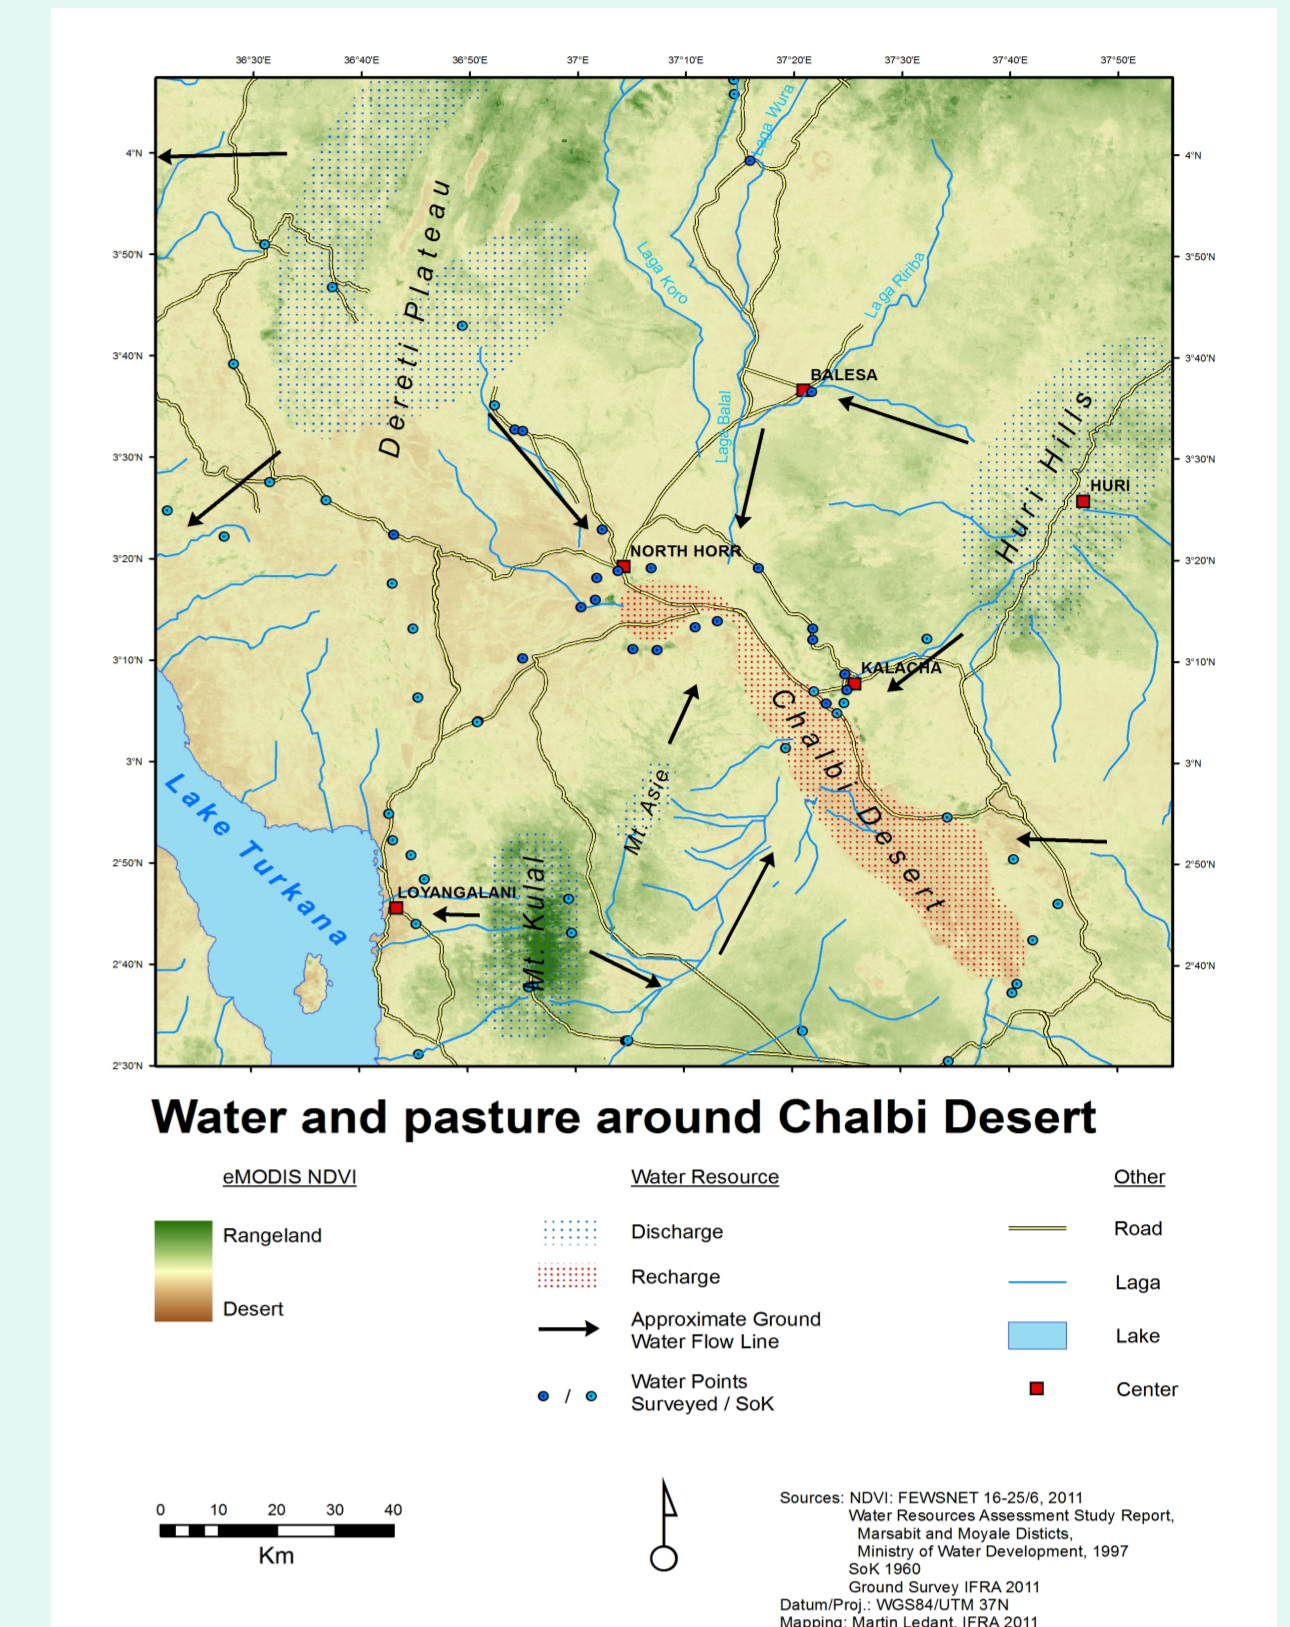 36°30'E 36°40'E 36°50'E 37°E 37°10'E 37°20'E 37°30'E 37°40'E 37°50'E
4°N
3°50'N
3°40'N
3°30'N
3°20'N
3°10'N
3°N
2°50'N
2°40'N
2°30'N
4°N
3°50'N
3°40'N
3°30'N
3°20'N
3°10'N
3°N
2°50'N
2°40'N
Laga Wura
Dereti Plateau
Laga Koro
Laga Ririba
BALESA
Laga Balal
Huri Hills
HURI
NORTH HORR
KALACHA
Chalbi Desert
Mt. Asie
Lake Turkana
LOYANGALANI
Mt. Kulal
Water and pasture around Chalbi Desert
eMODIS NDVI
Rangeland
Desert
Water Resource
Discharge
Recharge
Approximate Ground
Water Flow Line
/
Water Points
Surveyed / SoK
Other
Road
Laga
Lake
Center
0 10 20 30 40
Km
Sources: NDVI: FEWSNET 16-25/6, 2011
Water Resources Assessment Study Report,
Marsabit and Moyale Disticts,
Ministry of Water Development, 1997
SoK 1960
Ground Survey IFRA 2011
Datum/Proj.: WGS84/UTM 37N
Mapping: Martin Ledant, IFRA 2011